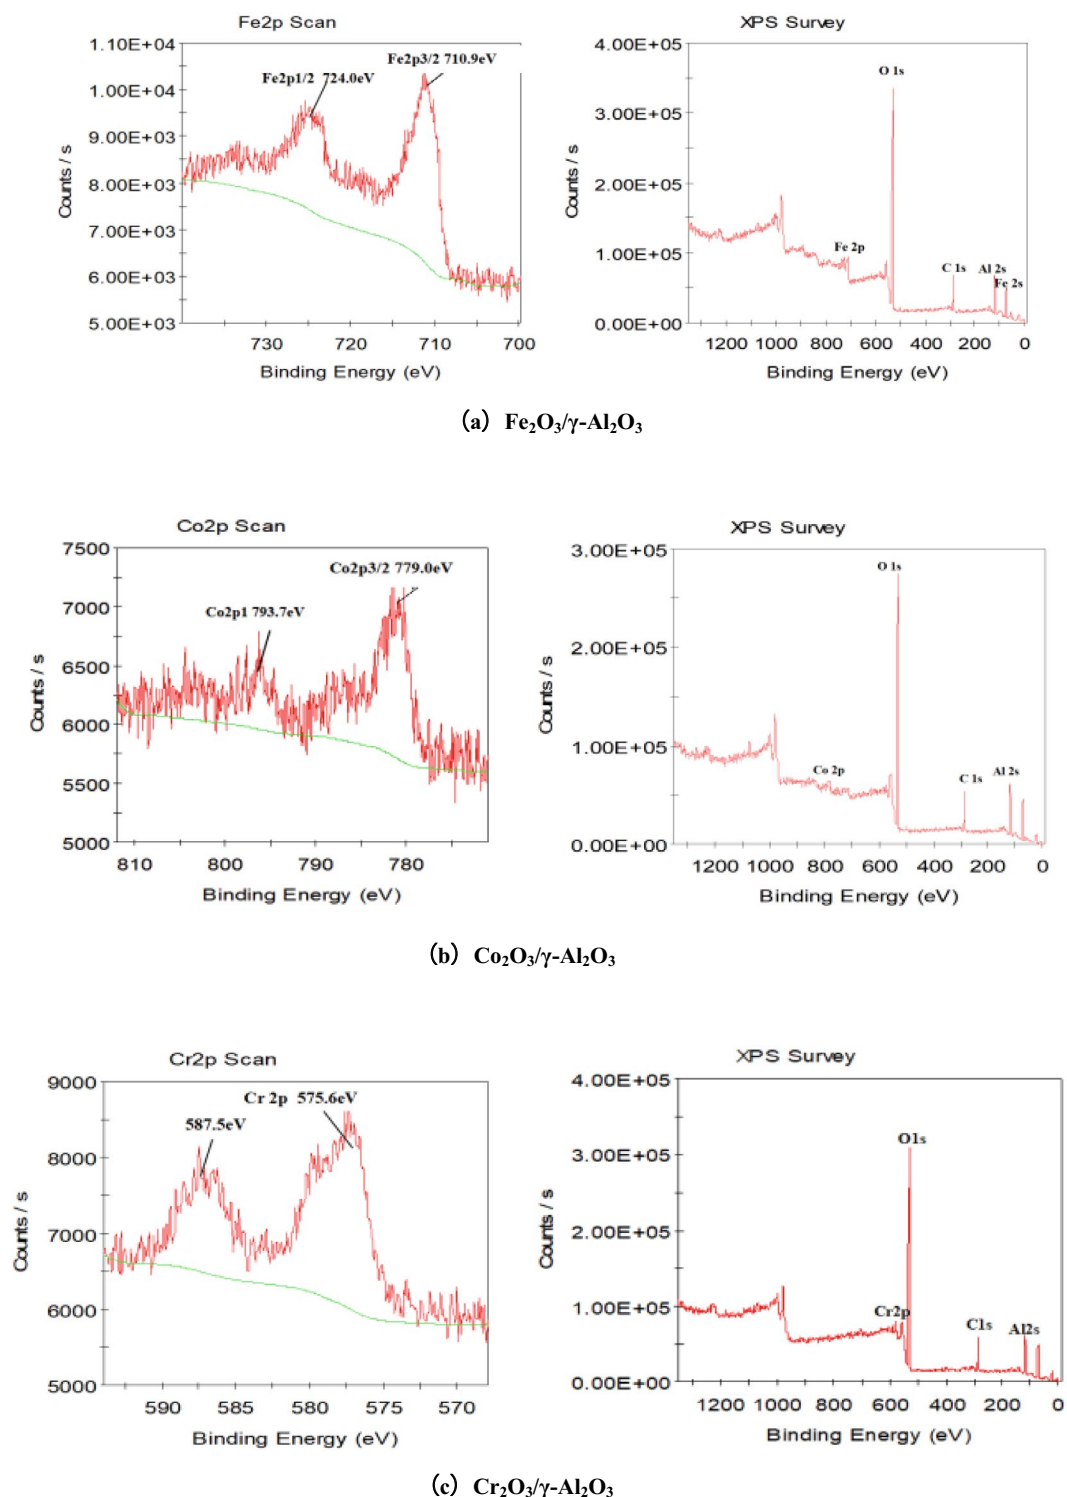 Fe2p Scan
1.10E+04
1.00E+04
9.00E+03
8.00E+03
7.00E+03
6.00E+03
5.00E+03
Counts / s
Fe2p1/2 724.0eV
Fe2p3/2 710.9eV
730 720 710 700
Binding Energy (eV)
XPS Survey
4.00E+05
3.00E+05
2.00E+05
1.00E+05
0.00E+00
Counts / s
O 1s
Fe 2p
C 1s
Al 2s
Fe 2s
1200 1000 800 600 400 200 0
Binding Energy (eV)
(a) Fe₂O₃/γ-Al₂O₃
Co2p Scan
7500
7000
6500
6000
5500
5000
Counts / s
Co2p3/2 779.0eV
Co2p1 793.7eV
810 800 790 780
Binding Energy (eV)
XPS Survey
3.00E+05
2.00E+05
1.00E+05
0.00E+00
Counts / s
O 1s
Co 2p
C 1s
Al 2s
1200 1000 800 600 400 200 0
Binding Energy (eV)
(b) Co₂O₃/γ-Al₂O₃
Cr2p Scan
9000
8000
7000
6000
5000
Counts / s
Cr 2p 575.6eV
587.5eV
590 585 580 575 570
Binding Energy (eV)
XPS Survey
4.00E+05
3.00E+05
2.00E+05
1.00E+05
0.00E+00
Counts / s
O1s
Cr2p
C1s
Al2s
1200 1000 800 600 400 200 0
Binding Energy (eV)
(c) Cr₂O₃/γ-Al₂O₃